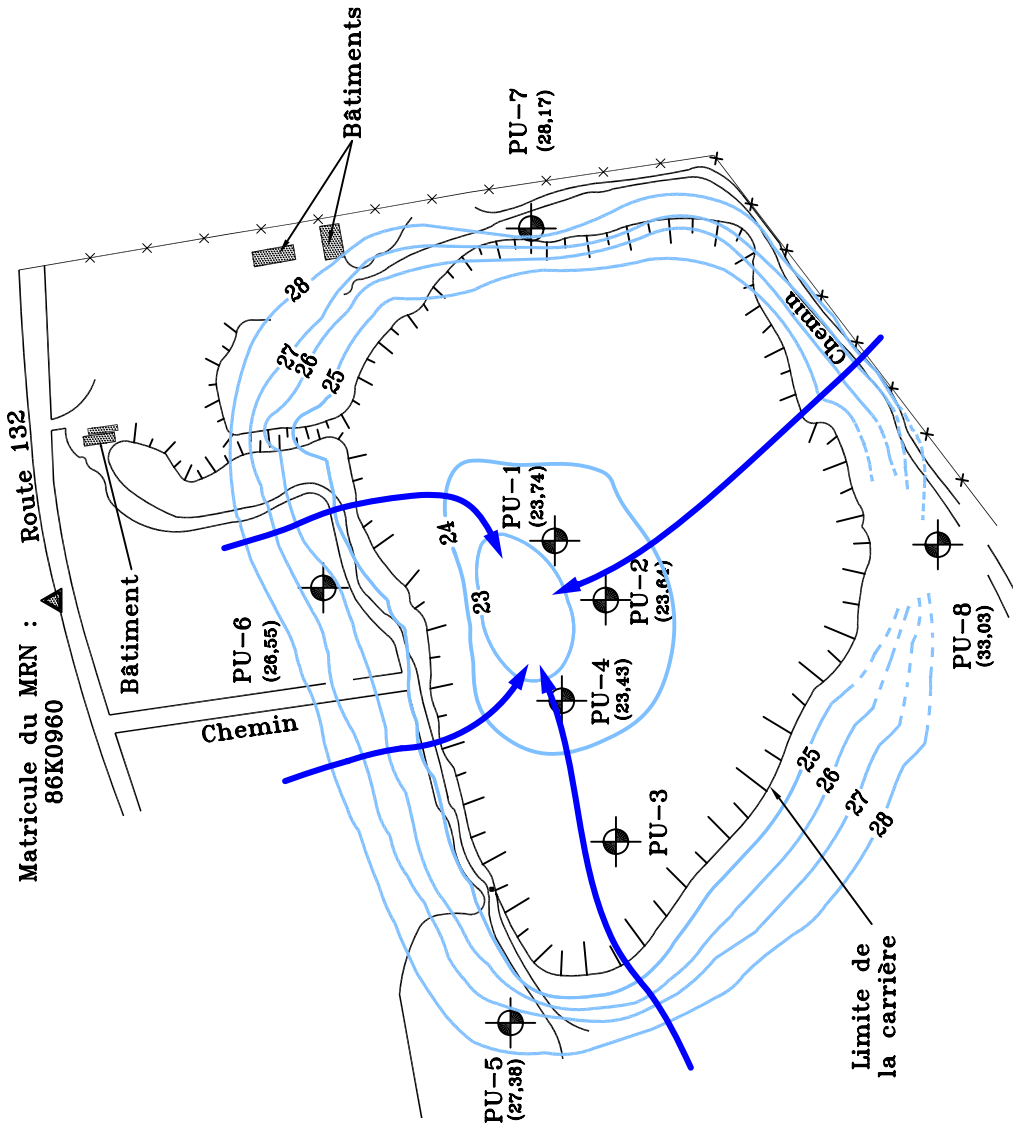 Matricule du MRN :
86K0960
Route 132
Bâtiments
Bâtiment
PU-7
(28,17)
28
27
26
25
Chemin
PU-1
(23,74)
24
23
PU-2
(23,64)
PU-6
(26,55)
PU-4
(23,43)
PU-8
(33,03)
Chemin
PU-3
25
26
27
28
PU-5
(27,38)
Limite de
la carrière